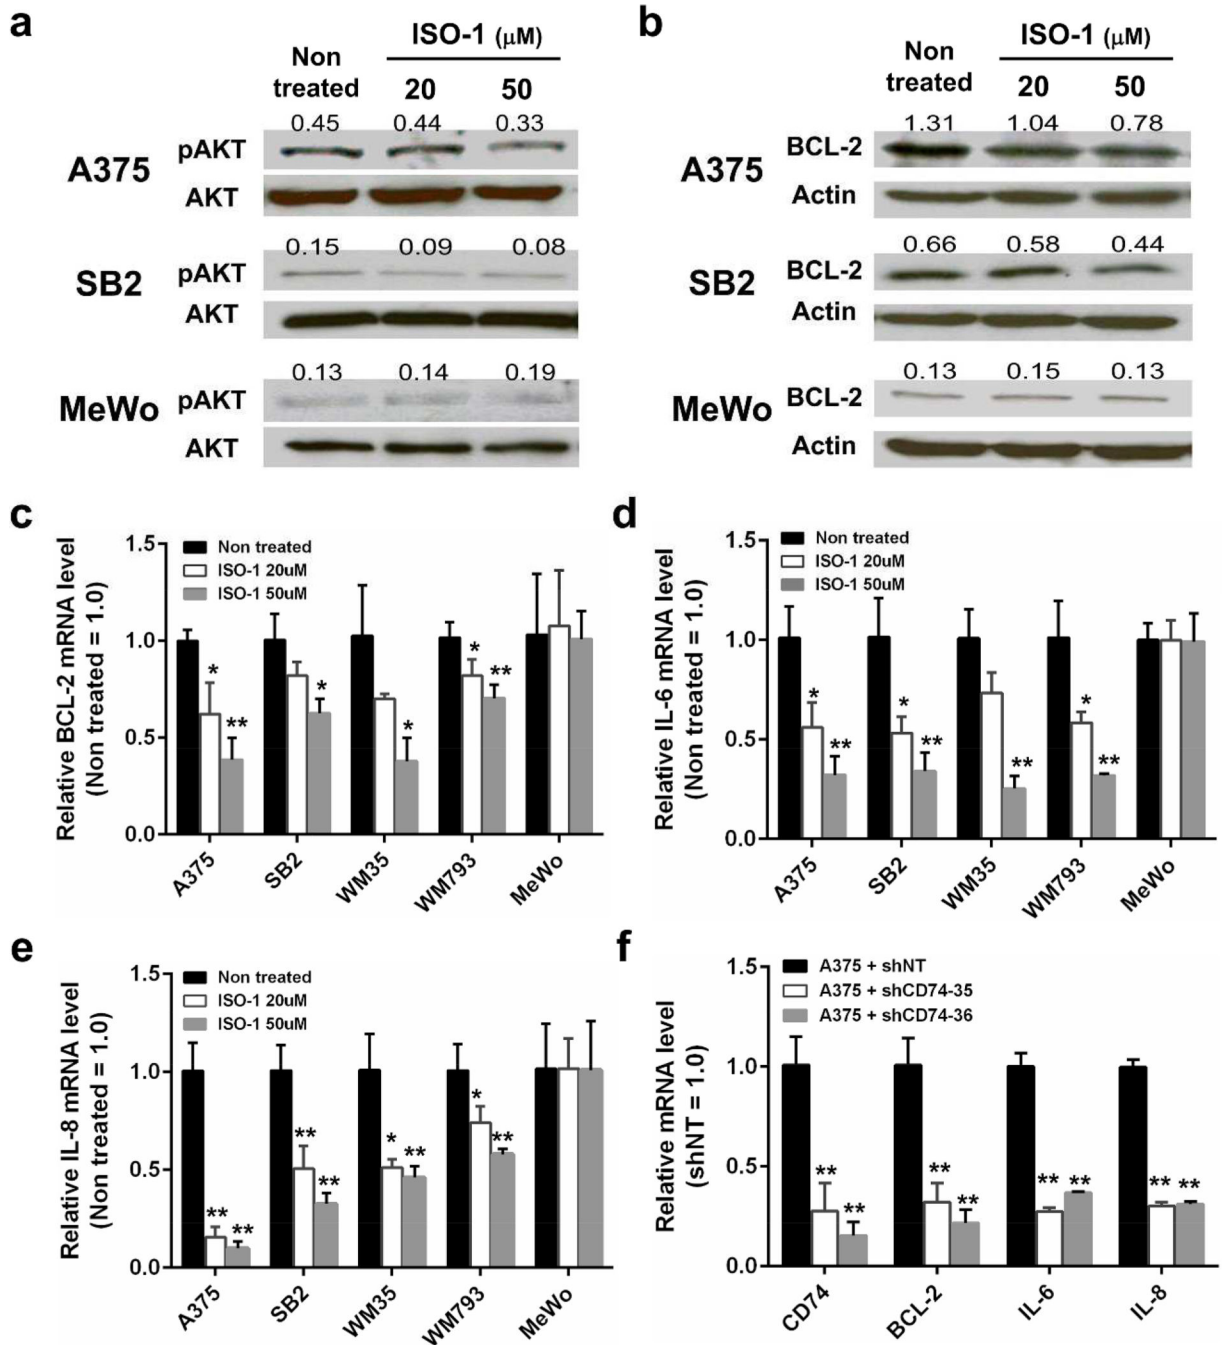 a
ISO-1 (μM)
Non
treated
20
50
0.45
0.44
0.33
A375
pAKT
AKT
0.15
0.09
0.08
SB2
pAKT
AKT
0.13
0.14
0.19
MeWo
pAKT
AKT
b
ISO-1 (μM)
Non
treated
20
50
1.31
1.04
0.78
A375
BCL-2
Actin
0.66
0.58
0.44
SB2
BCL-2
Actin
0.13
0.15
0.13
MeWo
BCL-2
Actin
c
Relative BCL-2 mRNA level
(Non treated = 1.0)
1.5
1.0
0.5
0.0
Non treated
ISO-1 20uM
ISO-1 50uM
*
**
*
*
*
**
A375
SB2
WM35
WM793
MeWo
d
Relative IL-6 mRNA level
(Non treated = 1.0)
1.5
1.0
0.5
0.0
Non treated
ISO-1 20uM
ISO-1 50uM
*
**
*
**
**
*
**
A375
SB2
WM35
WM793
MeWo
e
Relative IL-8 mRNA level
(Non treated = 1.0)
1.5
1.0
0.5
0.0
Non treated
ISO-1 20uM
ISO-1 50uM
**
**
**
**
*
**
*
**
A375
SB2
WM35
WM793
MeWo
f
Relative mRNA level
(shNT = 1.0)
1.5
1.0
0.5
0.0
A375 + shNT
A375 + shCD74-35
A375 + shCD74-36
**
**
**
**
**
**
**
**
CD74
BCL-2
IL-6
IL-8